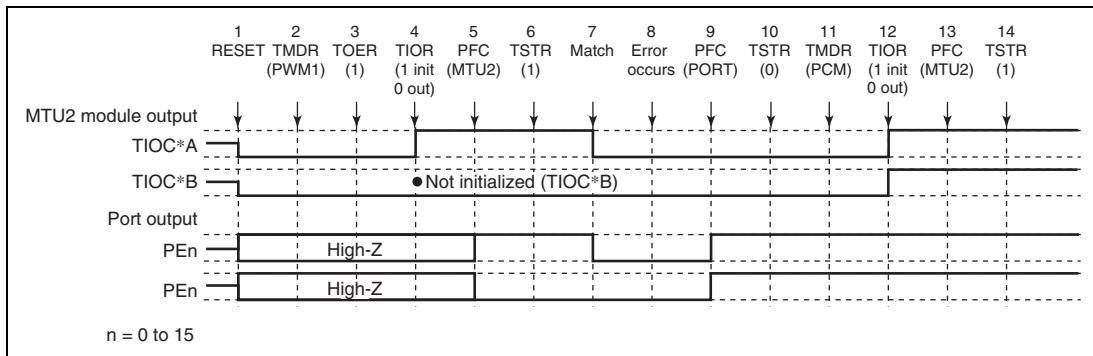 1 2 3 4 5 6 7 8 9 10 11 12 13 14
RESET TMDR TOER TIOR PFC TSTR Match Error PFC TSTR TMDR TIOR PFC TSTR
(PWM1) (1) (1 init (MTU2) (1) occurs (PORT) (0) (PCM) (1 init (MTU2) (1)
0 out) 0 out)
MTU2 module output
TIOC*A
TIOC*B ● Not initialized (TIOC*B)
Port output
PEn High-Z
PEn High-Z
n = 0 to 15